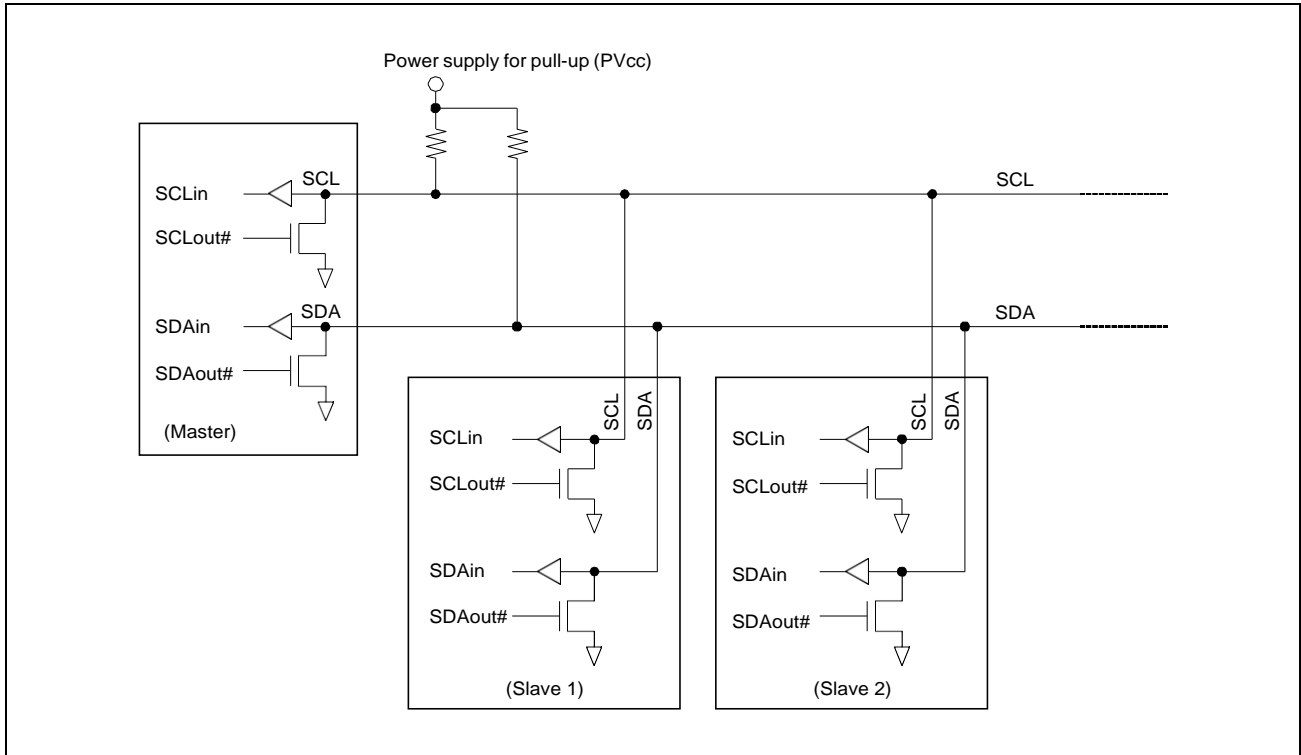 Power supply for pull-up (PVcc)
SCL
SCLin
SCLout#
SCL
SDA
SDAin
SDAout#
SDA
(Master)
SCL
SDA
SCLin
SCLout#
SDAin
SDAout#
(Slave 1)
SCL
SDA
SCLin
SCLout#
SDAin
SDAout#
(Slave 2)